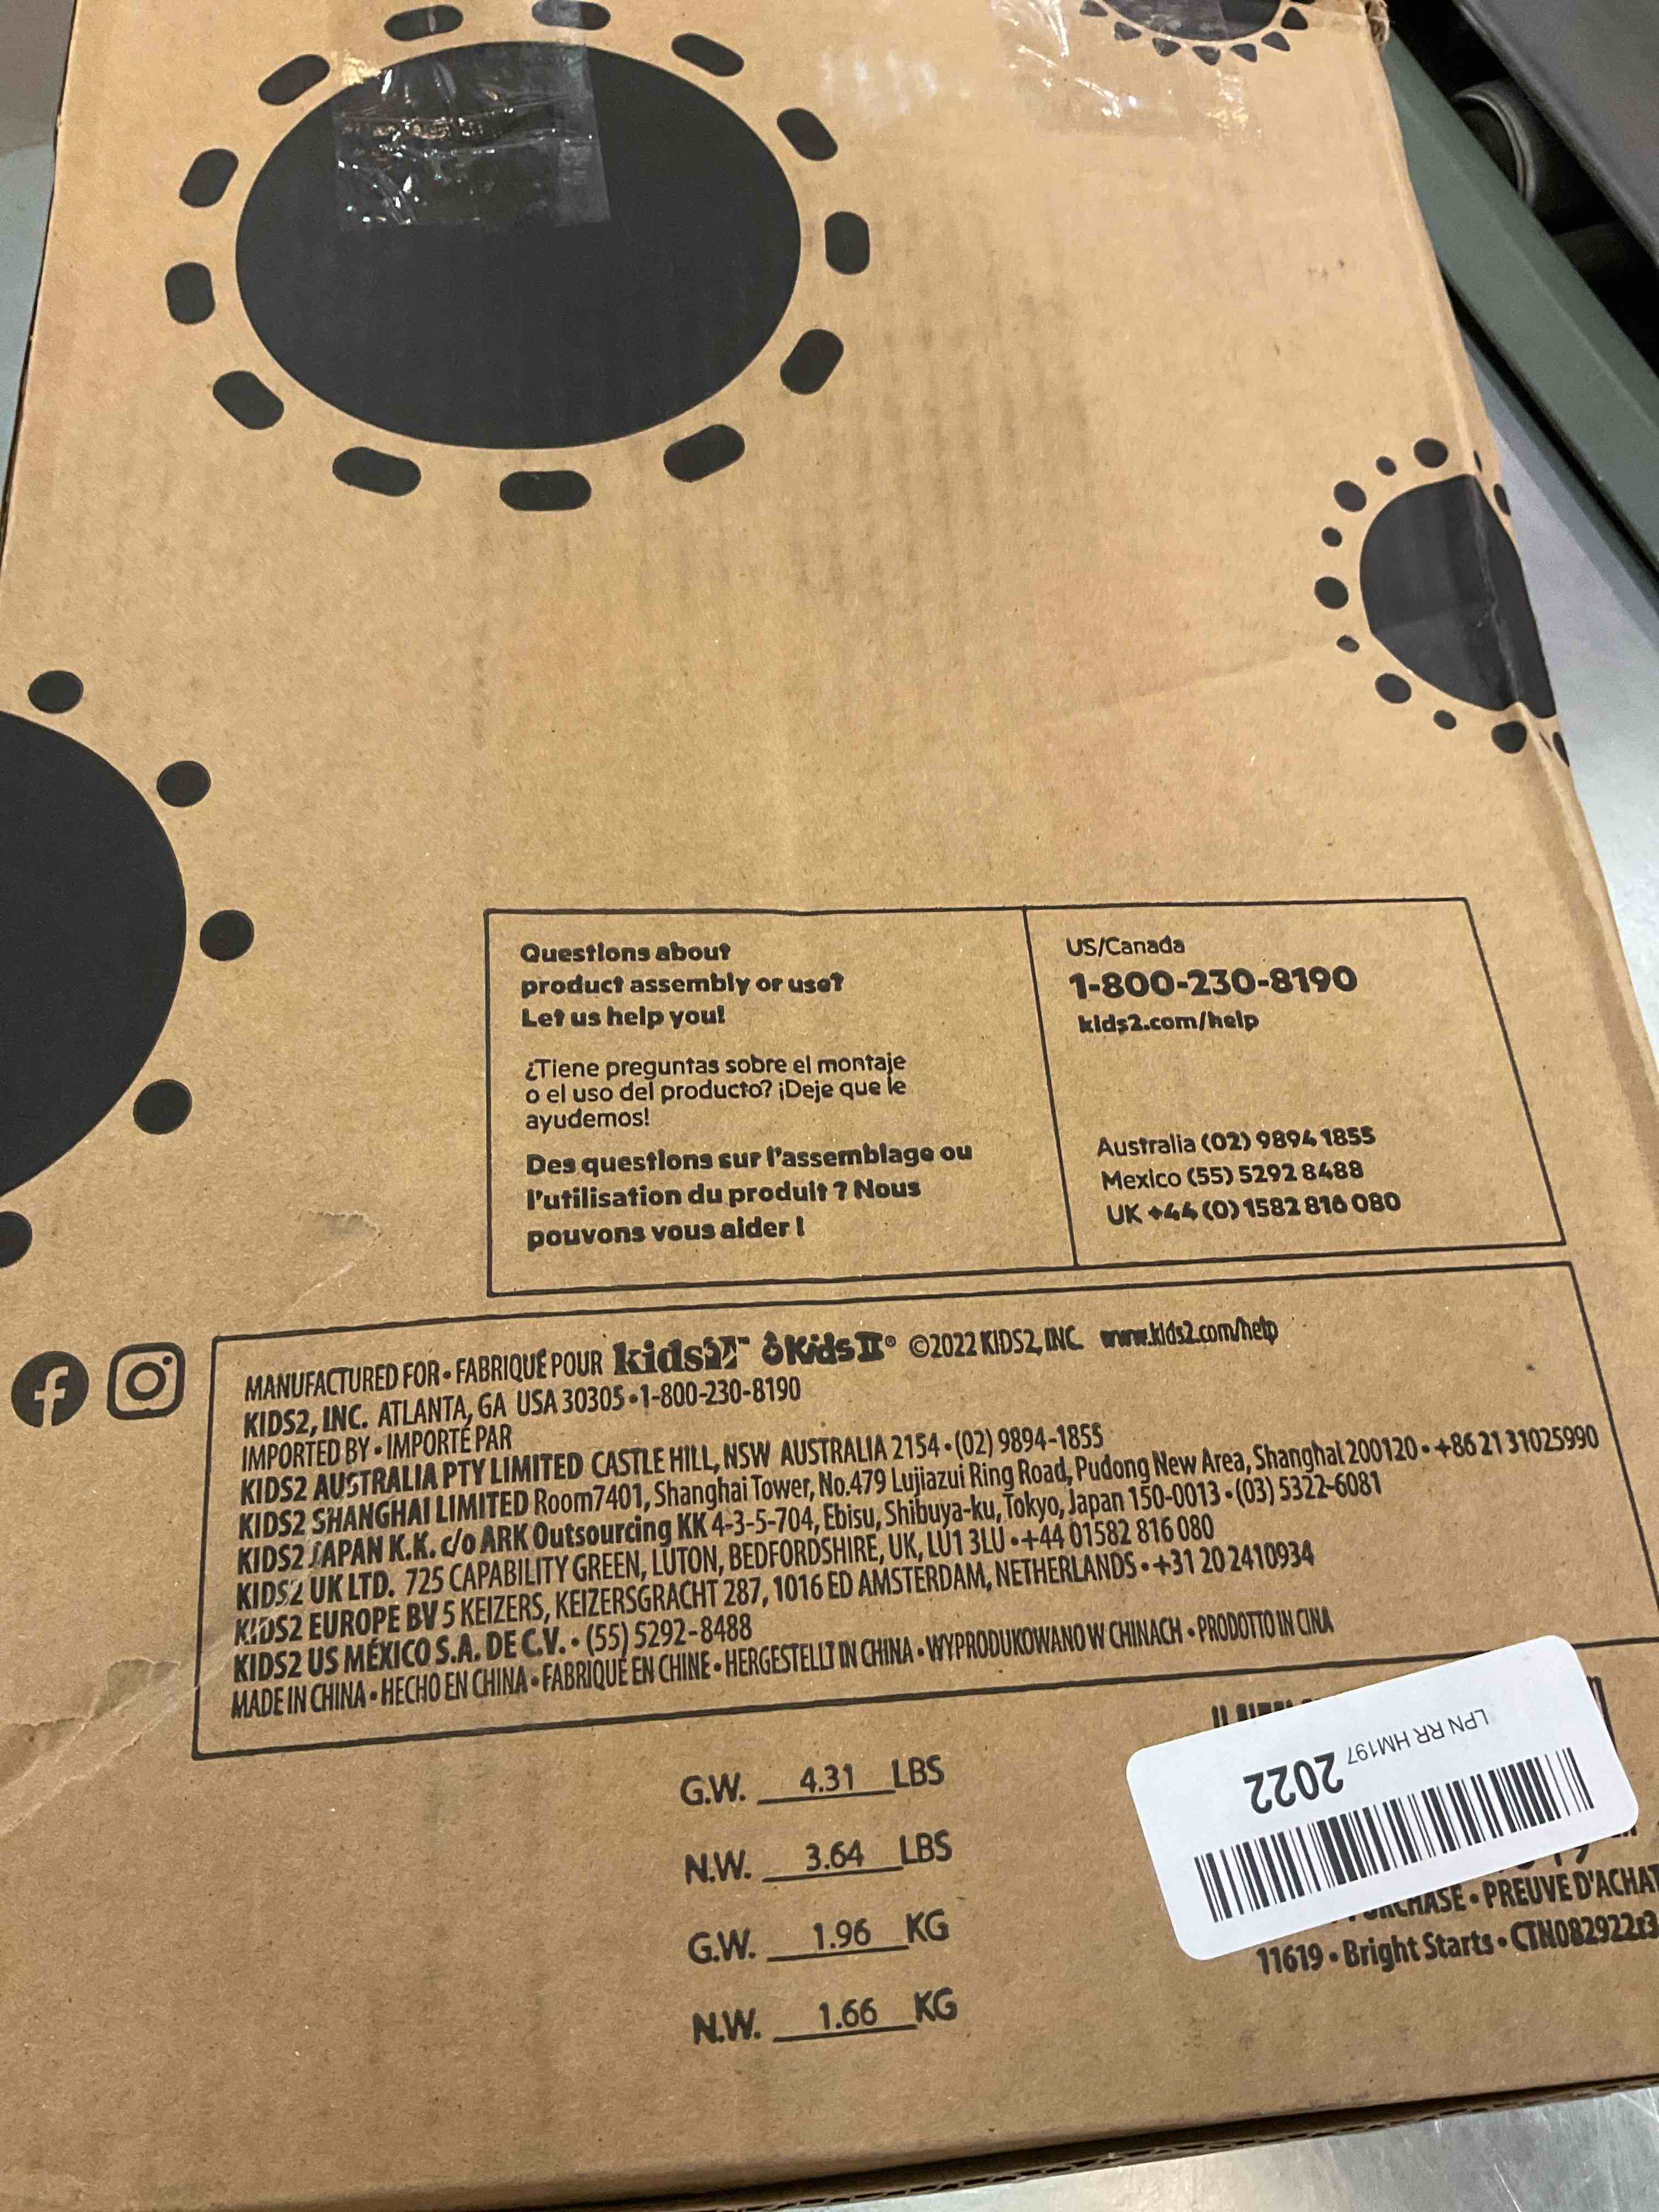 Questions about
product assembly or use?
Let us help you!
¿Tiene preguntas sobre el montaje
o el uso del producto? ¡Deje que le
ayudemos!
Des questions sur l'assemblage ou
l'utilisation du produit ? Nous
pouvons vous aider !
US/Canada
1-800-230-8190
kids2.com/help
Australia (02) 9894 1855
Mexico (55) 5292 8488
UK +44 (0) 1582 816 080
MANUFACTURED FOR • FABRIQUÉ POUR kids2™ Kids II® ©2022 KIDS2, INC. www.kids2.com/help
KIDS2, INC. ATLANTA, GA USA 30305 • 1-800-230-8190
IMPORTED BY • IMPORTÉ PAR
KIDS2 AUSTRALIA PTY LIMITED CASTLE HILL, NSW AUSTRALIA 2154 • (02) 9894-1855
KIDS2 SHANGHAI LIMITED Room7401, Shanghai Tower, No.479 Lujiazui Ring Road, Pudong New Area, Shanghai 200120 • +86 21 31025990
KIDS2 JAPAN K.K. c/o ARK Outsourcing KK 4-3-5-704, Ebisu, Shibuya-ku, Tokyo, Japan 150-0013 • (03) 5322-6081
KIDS2 UK LTD. 725 CAPABILITY GREEN, LUTON, BEDFORDSHIRE, UK, LU1 3LU • +44 01582 816 080
KIDS2 EUROPE BV 5 KEIZERS, KEIZERSGRACHT 287, 1016 ED AMSTERDAM, NETHERLANDS • +31 20 2410934
KIDS2 US MÉXICO S.A. DE C.V. • (55) 5292-8488
MADE IN CHINA • HECHO EN CHINA • FABRIQUÉ EN CHINE • HERGESTELLT IN CHINA • WYPRODUKOWANO W CHINACH • PRODOTTO IN CINA
G.W. 4.31 LBS
N.W. 3.64 LBS
G.W. 1.96 KG
N.W. 1.66 KG
LPN RR HM197 2022
• PREUVE D'ACHAT
11619 • Bright Starts • CTN082922r3